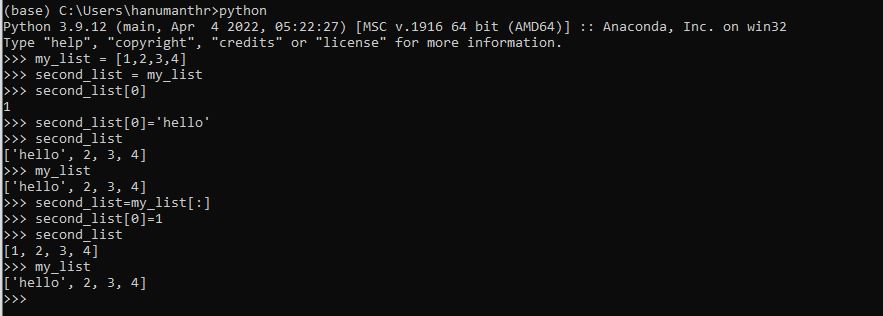 (base) C:\Users\hanumanthr>python
Python 3.9.12 (main, Apr  4 2022, 05:22:27) [MSC v.1916 64 bit (AMD64)] :: Anaconda, Inc. on win32
Type "help", "copyright", "credits" or "license" for more information.
>>> my_list = [1,2,3,4]
>>> second_list = my_list
>>> second_list[0]
1
>>> second_list[0]='hello'
>>> second_list
['hello', 2, 3, 4]
>>> my_list
['hello', 2, 3, 4]
>>> second_list=my_list[:]
>>> second_list[0]=1
>>> second_list
[1, 2, 3, 4]
>>> my_list
['hello', 2, 3, 4]
>>>